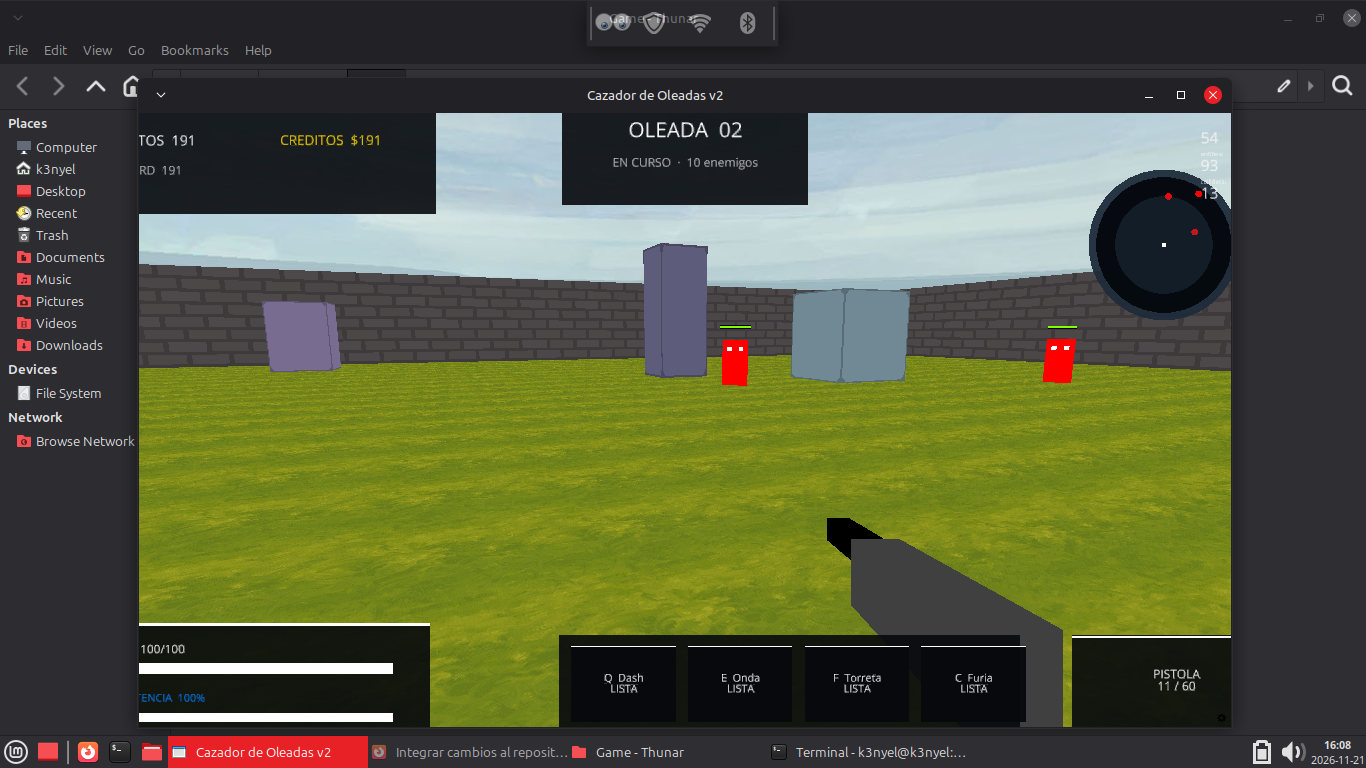 Game - Thunar
File Edit View Go Bookmarks Help
Places
Computer
k3nyel
Desktop
Recent
Trash
Documents
Music
Pictures
Videos
Downloads
Devices
File System
Network
Browse Network
Cazador de Oleadas v2
TOS 191
CREDITOS $191
RD 191
OLEADA 02
EN CURSO · 10 enemigos
54
93
13
100/100
TENCIA 100%
Q Dash
LISTA
E Onda
LISTA
F Torreta
LISTA
C Furia
LISTA
PISTOLA
11 / 60
Cazador de Oleadas v2
Integrar cambios al reposit...
Game - Thunar
Terminal - k3nyel@k3nyel:...
16:08
2026-11-21